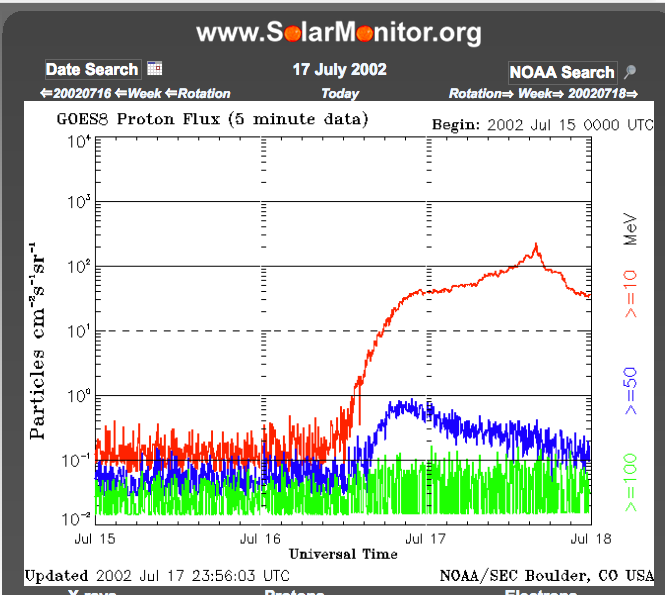 www.SolarMonitor.org
Date Search 17 July 2002 NOAA Search
⇐20020716 ⇐Week ⇐Rotation Today Rotation⇒ Week⇒ 20020718⇒
GOES8 Proton Flux (5 minute data) Begin: 2002 Jul 15 0000 UTC
10⁴
10³
10²
10¹
10⁰
10⁻¹
10⁻²
Particles cm⁻²s⁻¹sr⁻¹
>=10 MeV
>=50
>=100
Jul 15 Jul 16 Jul 17 Jul 18
Universal Time
Updated 2002 Jul 17 23:56:03 UTC NOAA/SEC Boulder, CO USA
X-rays Protons Electrons